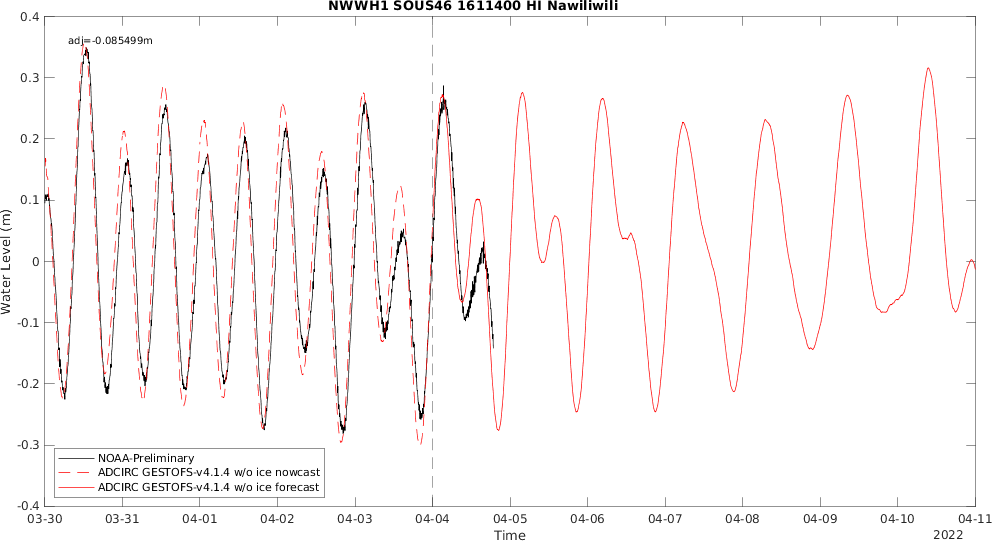 NWWH1 SOUS46 1611400 HI Nawiliwili
adj=-0.085499m
0.4
0.3
0.2
0.1
0
-0.1
-0.2
-0.3
-0.4
Water Level (m)
NOAA-Preliminary
ADCIRC GESTOFS-v4.1.4 w/o ice nowcast
ADCIRC GESTOFS-v4.1.4 w/o ice forecast
03-30 03-31 04-01 04-02 04-03 04-04 04-05 04-06 04-07 04-08 04-09 04-10 04-11
Time
2022